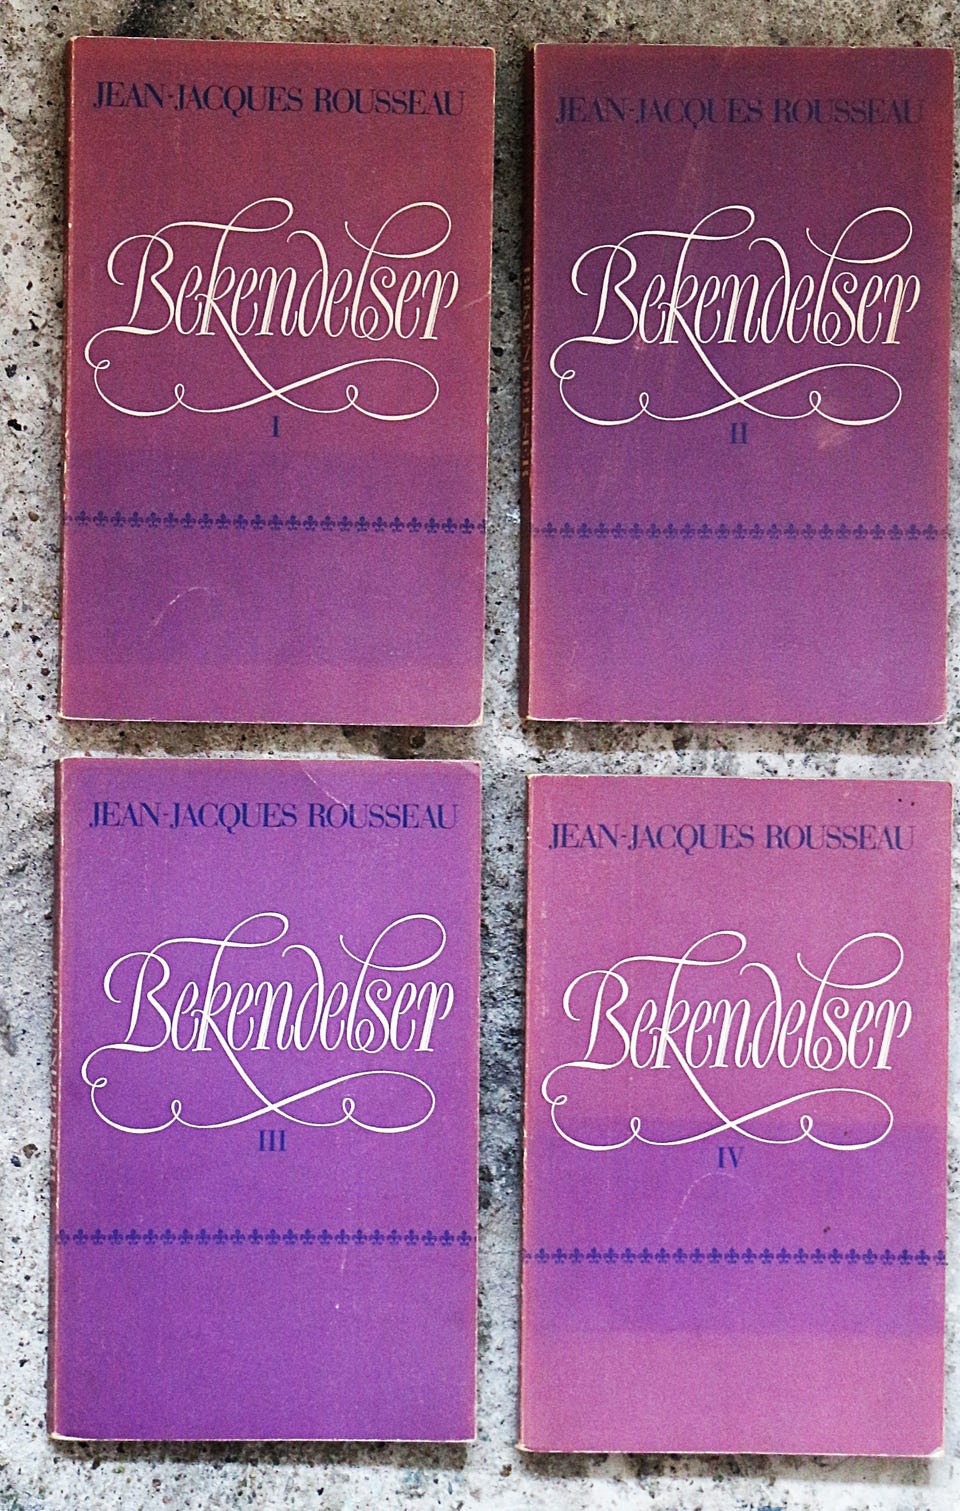 JEAN-JACQUES ROUSSEAU
Bekendelser
I
JEAN-JACQUES ROUSSEAU
Bekendelser
II
JEAN-JACQUES ROUSSEAU
Bekendelser
III
JEAN-JACQUES ROUSSEAU
Bekendelser
IV